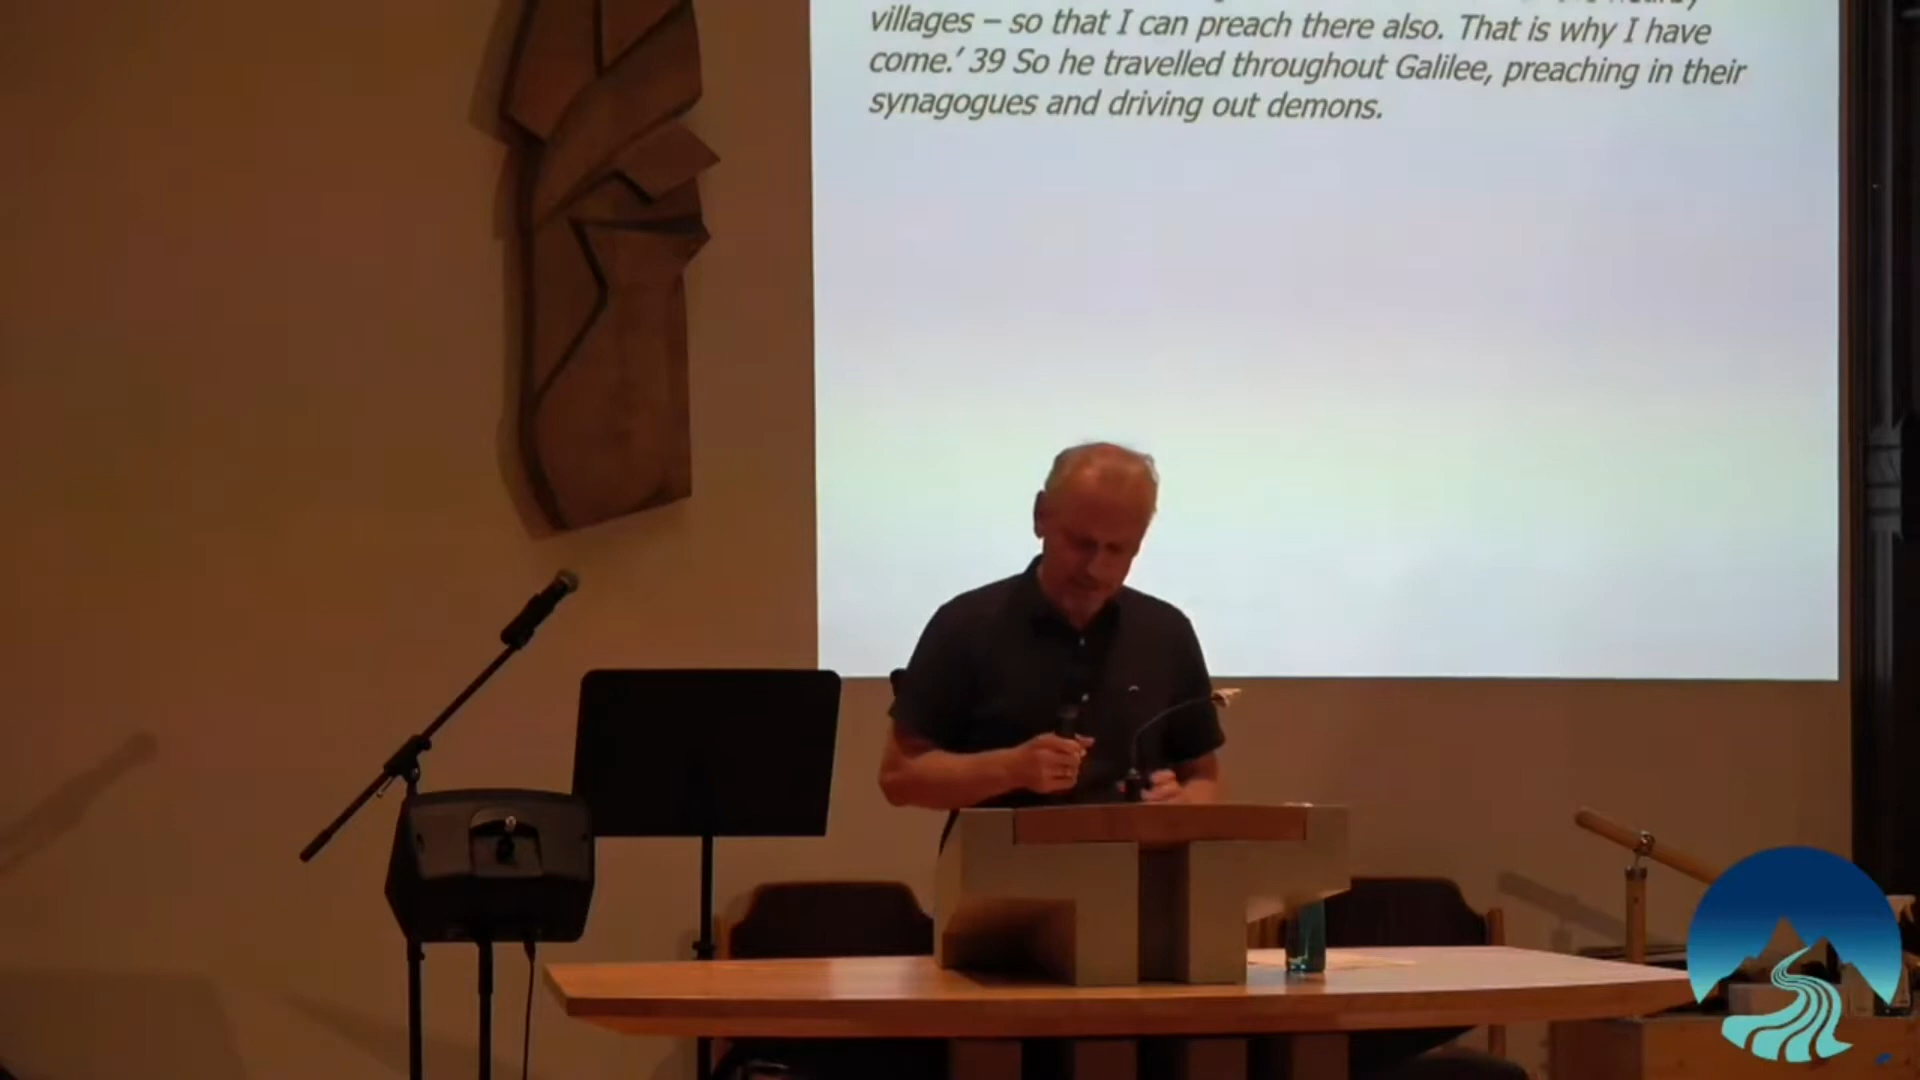 villages – so that I can preach there also. That is why I have
come.’ 39 So he travelled throughout Galilee, preaching in their
synagogues and driving out demons.